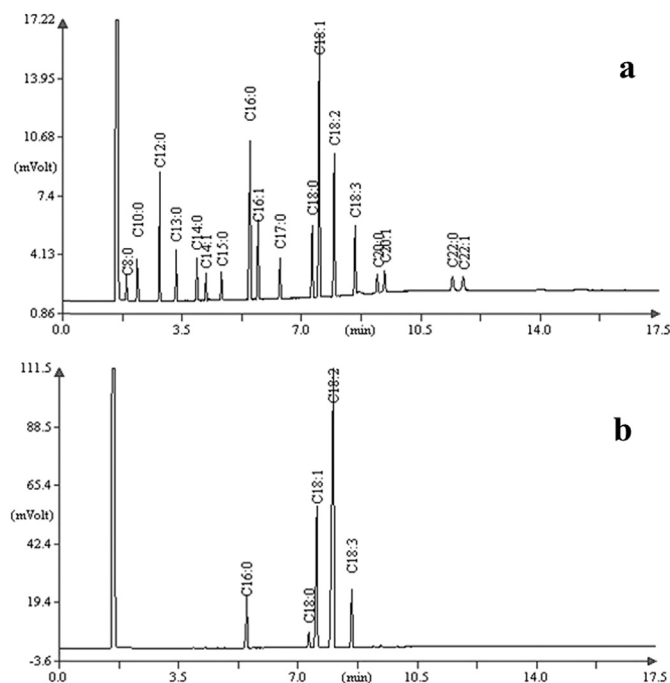 17.22
a
13.95
10.68
(mVolt)
7.4
4.13
0.86
C8:0
C10:0
C12:0
C13:0
C14:0
C14:1
C15:0
C16:0
C16:1
C17:0
C18:0
C18:1
C18:2
C18:3
C20:0
C20:1
C22:0
C22:1
0.0 3.5 7.0 (min) 10.5 14.0 17.5
111.5
b
88.5
65.4
(mVolt)
42.4
19.4
-3.6
C16:0
C18:0
C18:1
C18:2
C18:3
0.0 3.5 7.0 (min) 10.5 14.0 17.5